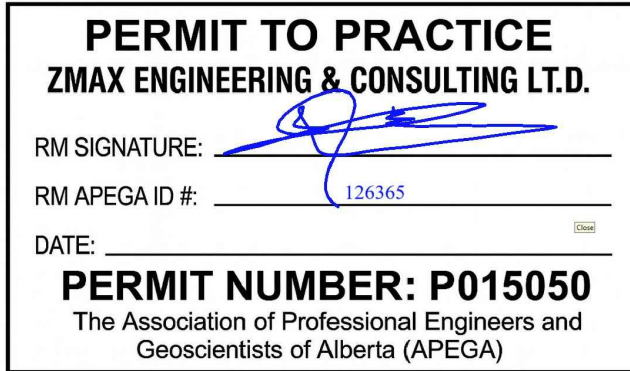 PERMIT TO PRACTICE
ZMAX ENGINEERING & CONSULTING LT.D.
RM SIGNATURE:
RM APEGA ID #: 126365
Close
DATE:
PERMIT NUMBER: P015050
The Association of Professional Engineers and
Geoscientists of Alberta (APEGA)